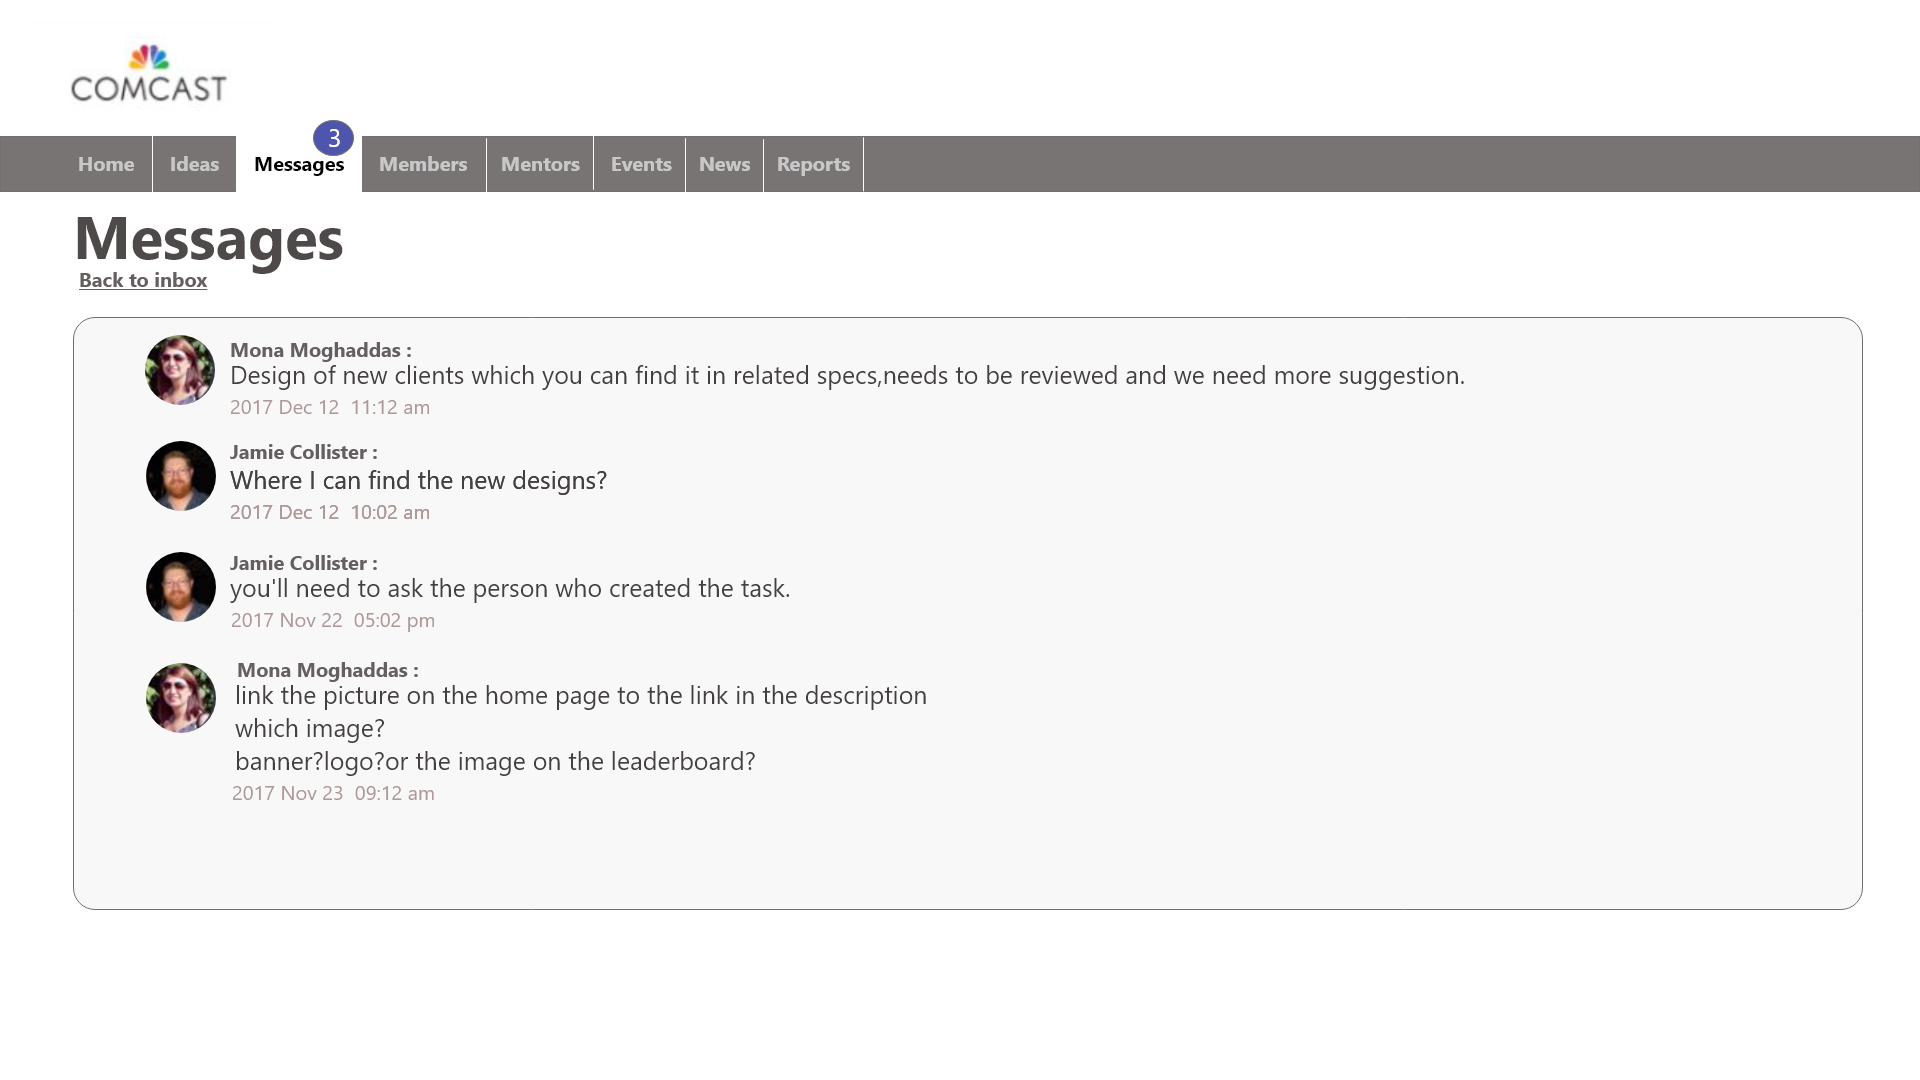 COMCAST
3
Home Ideas Messages Members Mentors Events News Reports
Messages
Back to inbox
Mona Moghaddas :
Design of new clients which you can find it in related specs,needs to be reviewed and we need more suggestion.
2017 Dec 12 11:12 am
Jamie Collister :
Where I can find the new designs?
2017 Dec 12 10:02 am
Jamie Collister :
you'll need to ask the person who created the task.
2017 Nov 22 05:02 pm
Mona Moghaddas :
link the picture on the home page to the link in the description
which image?
banner?logo?or the image on the leaderboard?
2017 Nov 23 09:12 am